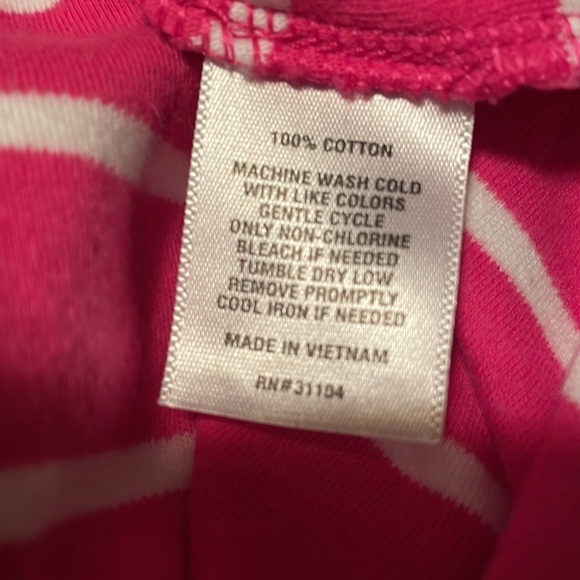 100% COTTON
MACHINE WASH COLD
WITH LIKE COLORS
GENTLE CYCLE
ONLY NON-CHLORINE
BLEACH IF NEEDED
TUMBLE DRY LOW
REMOVE PROMPTLY
COOL IRON IF NEEDED
MADE IN VIETNAM
RN#31104